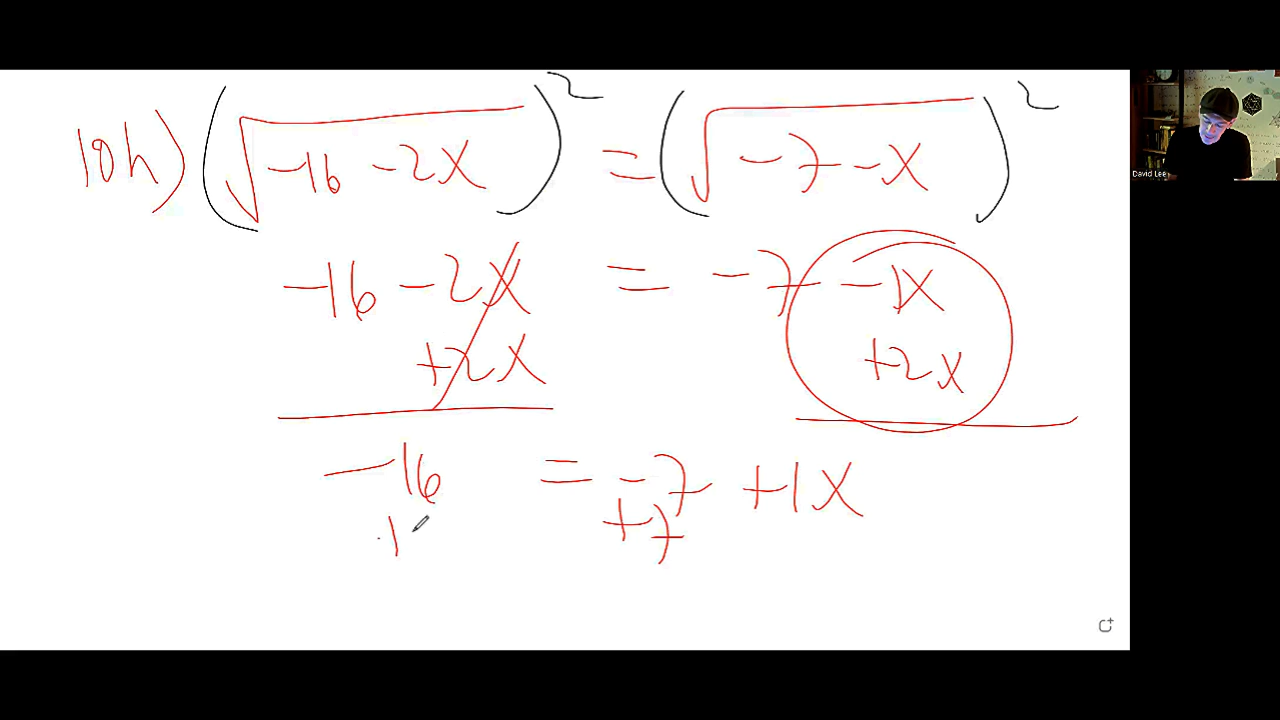 10h) (√-16 -2x)² = (√-7 -x)²
-16 -2x = -7 -1x
+2x +2x
-16 = -7 +1x
+7
David Lee